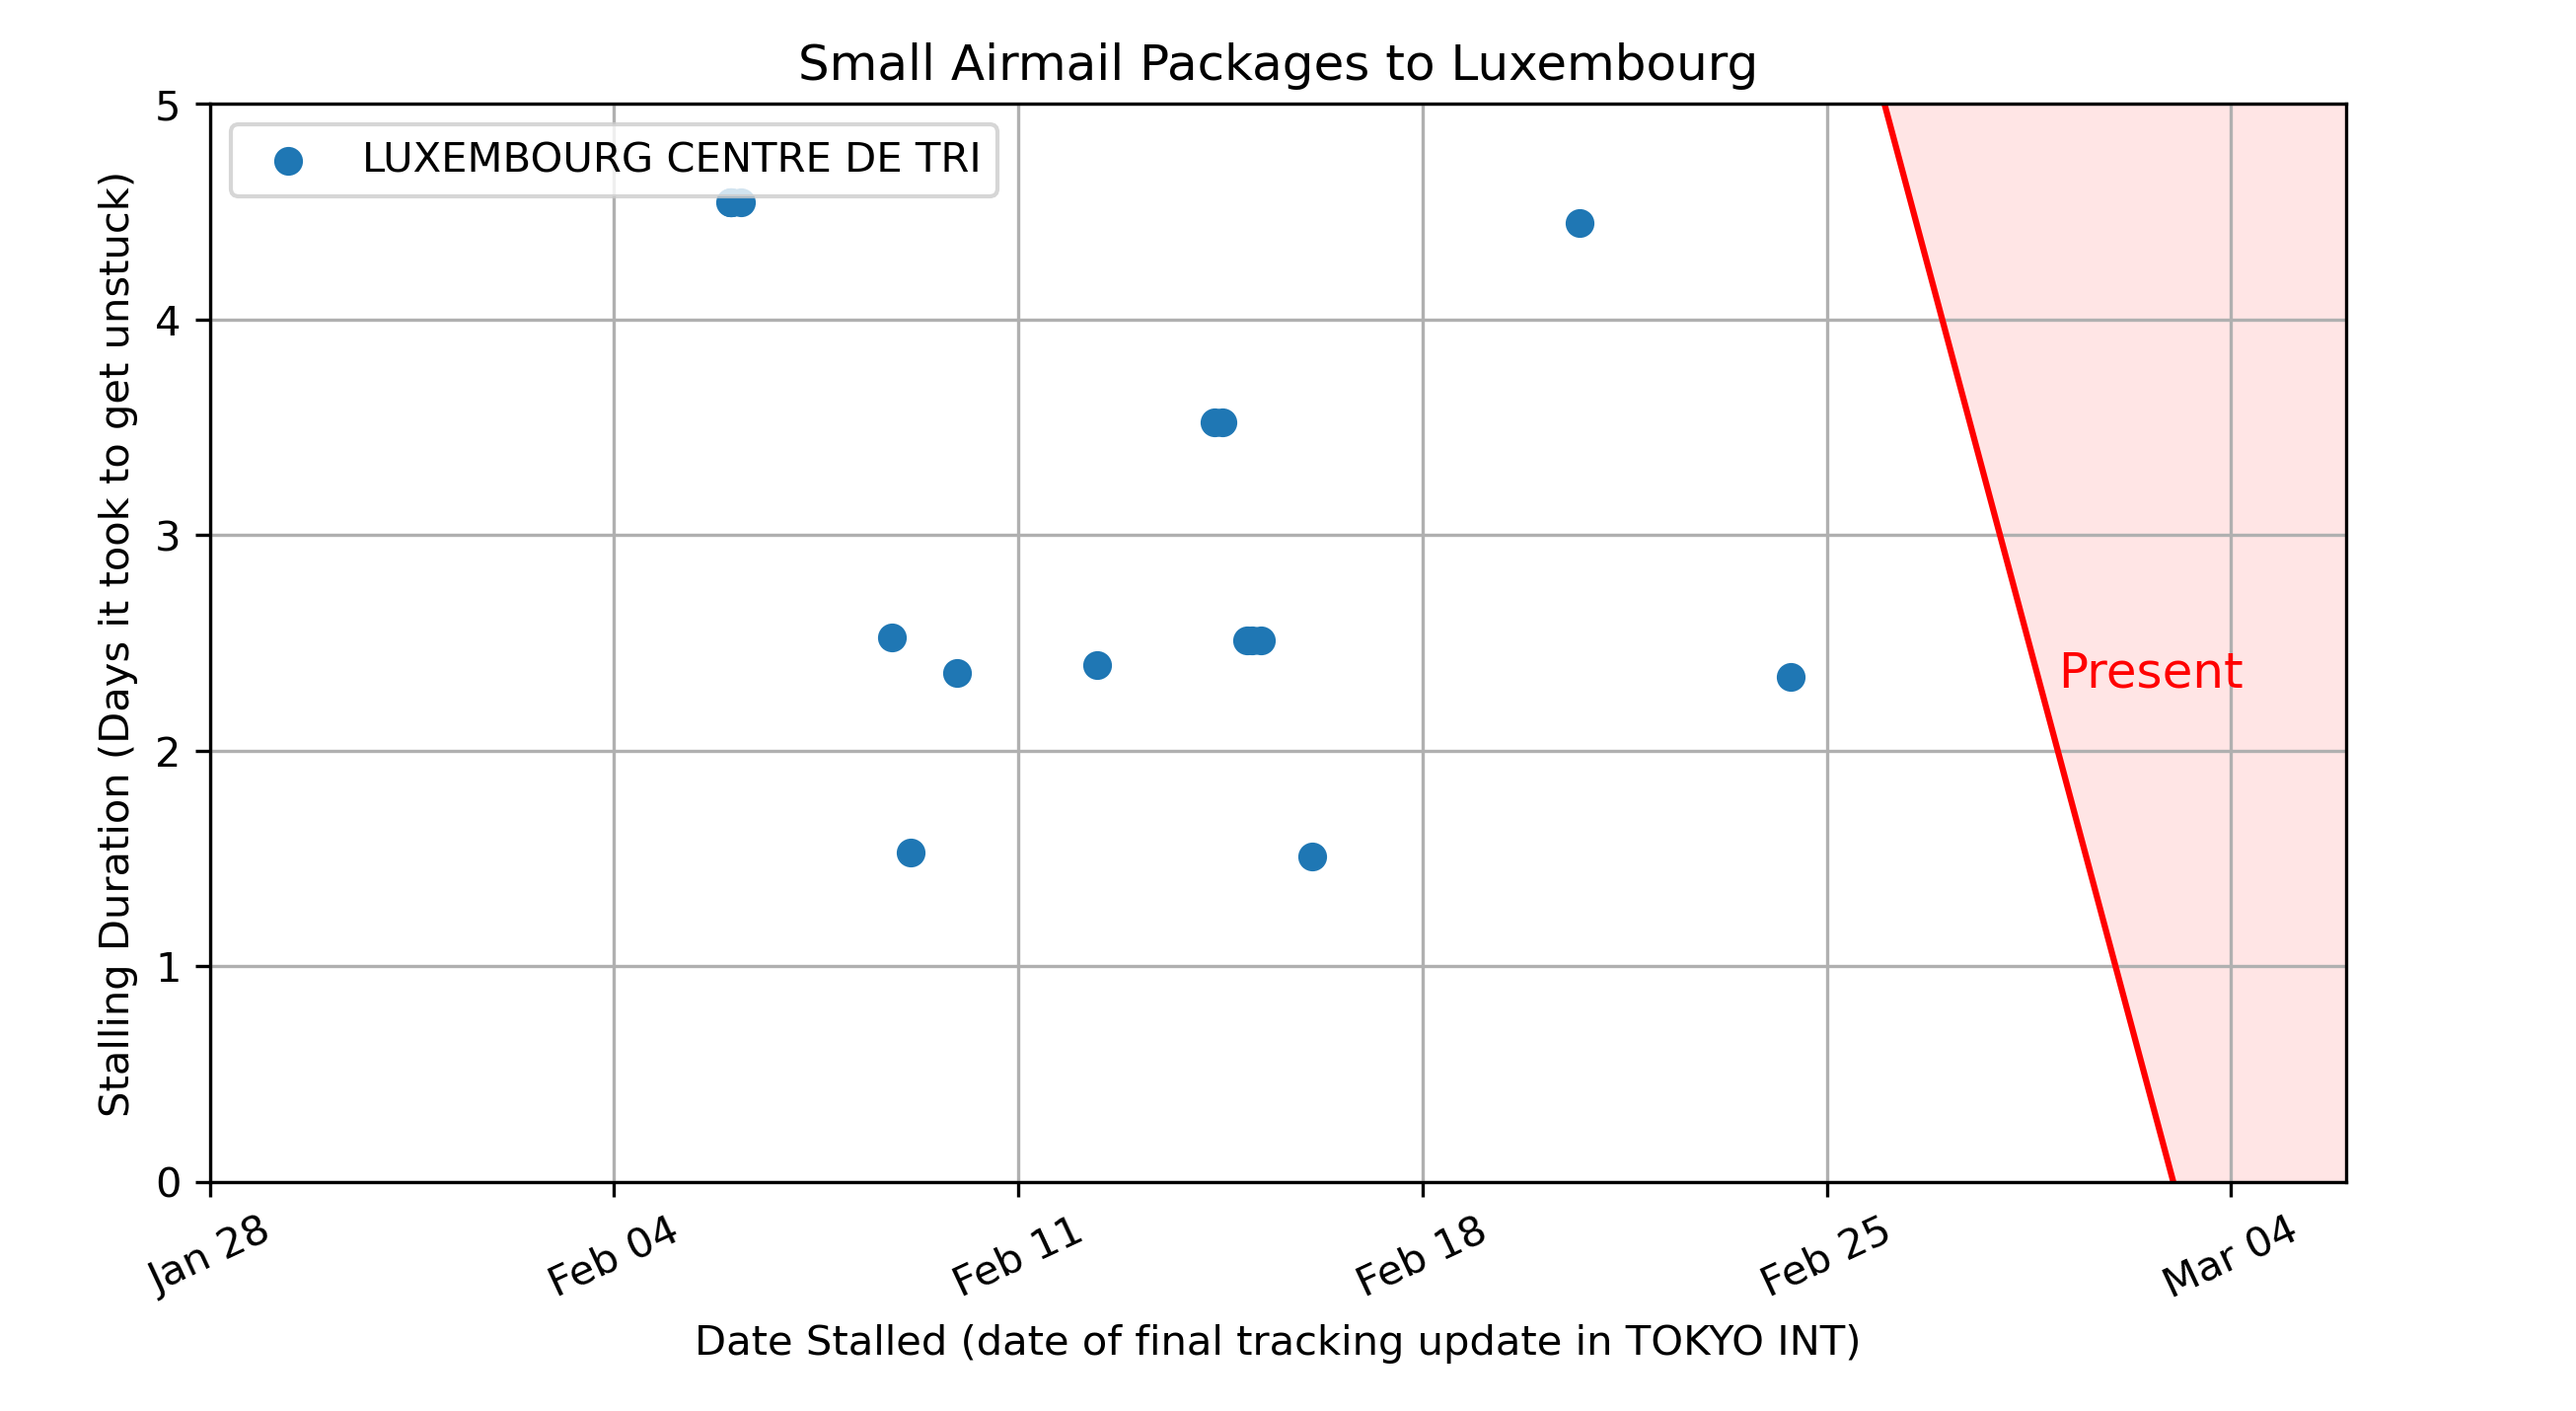 Small Airmail Packages to Luxembourg
LUXEMBOURG CENTRE DE TRI
Stalling Duration (Days it took to get unstuck)
5
4
3
2
1
0
Present
Jan 28
Feb 04
Feb 11
Feb 18
Feb 25
Mar 04
Date Stalled (date of final tracking update in TOKYO INT)